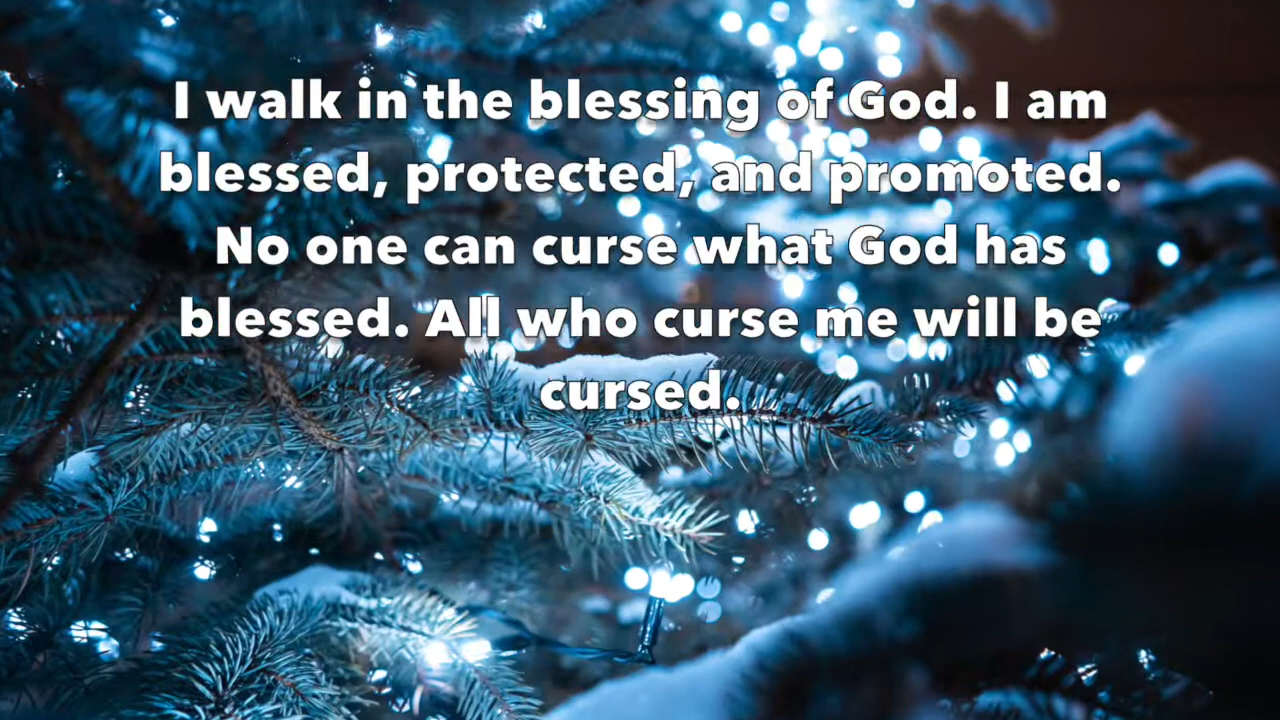 I walk in the blessing of God. I am
blessed, protected, and promoted.
No one can curse what God has
blessed. All who curse me will be
cursed.